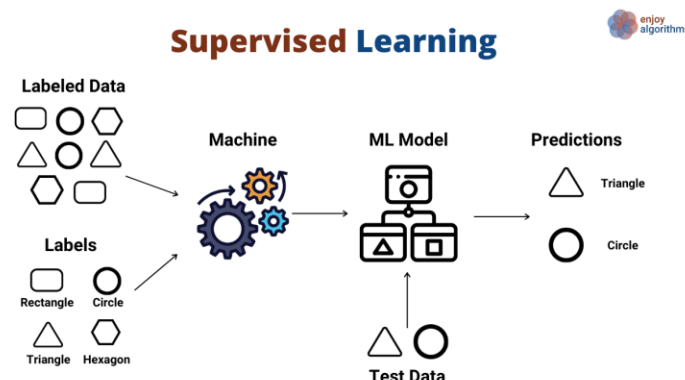 enjoy
algorithm
Supervised Learning
Labeled Data
Machine
ML Model
Predictions
Triangle
Circle
Labels
Rectangle Circle
Triangle Hexagon
Test Data